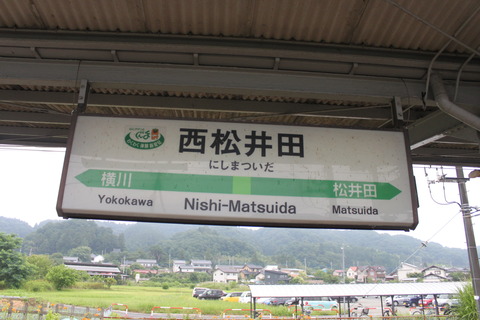 西松井田
にしまついだ
横川
松井田
Yokokawa
Nishi-Matsuida
Matsuida